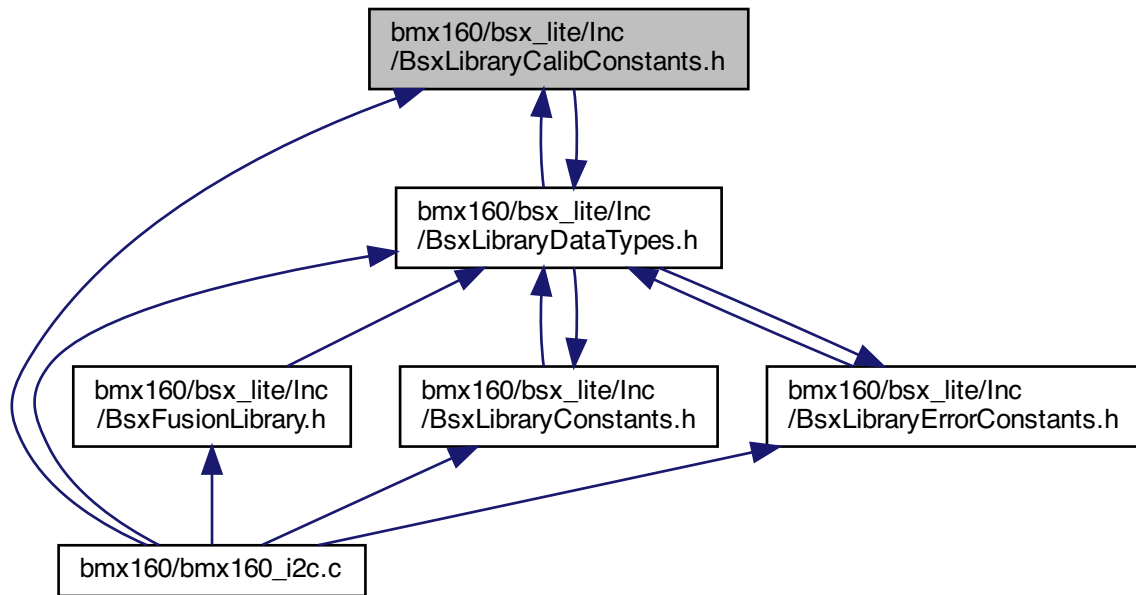 bmx160/bsx_lite/Inc
/BsxLibraryCalibConstants.h
bmx160/bsx_lite/Inc
/BsxLibraryDataTypes.h
bmx160/bsx_lite/Inc
/BsxFusionLibrary.h
bmx160/bsx_lite/Inc
/BsxLibraryConstants.h
bmx160/bsx_lite/Inc
/BsxLibraryErrorConstants.h
bmx160/bmx160_i2c.c